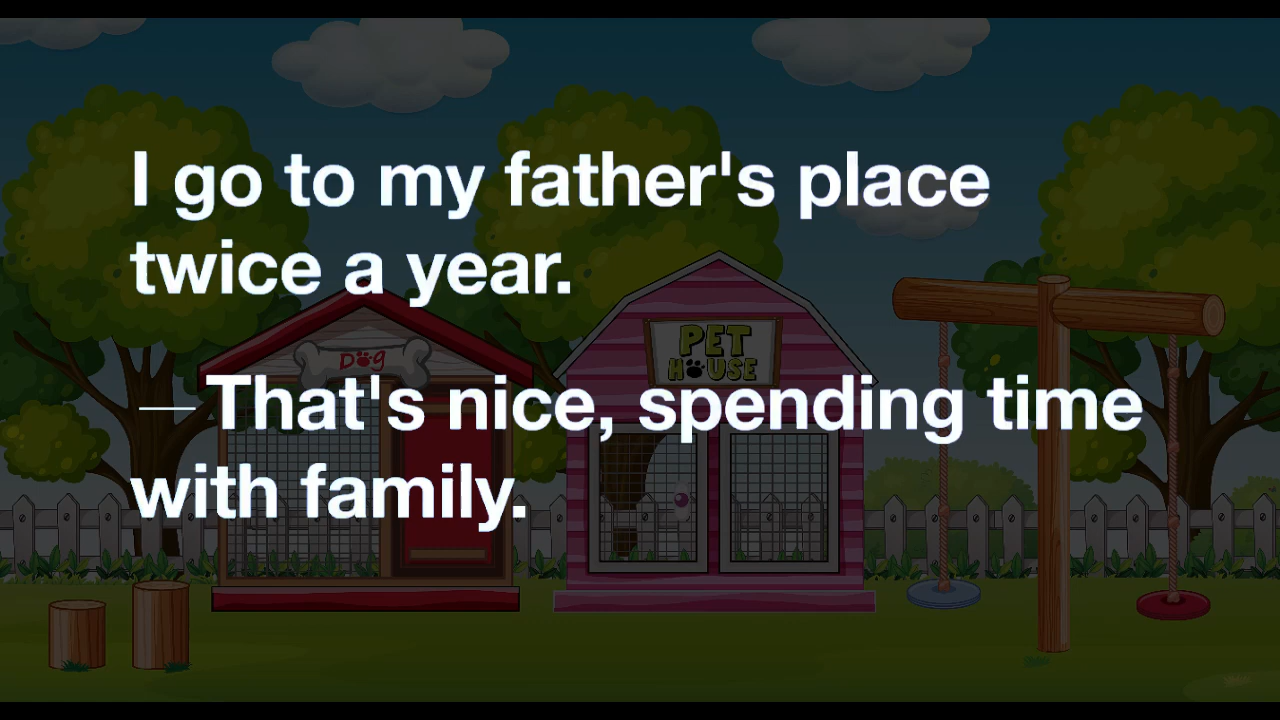 I go to my father's place
twice a year.
Dog
PET
HOUSE
—That's nice, spending time
with family.